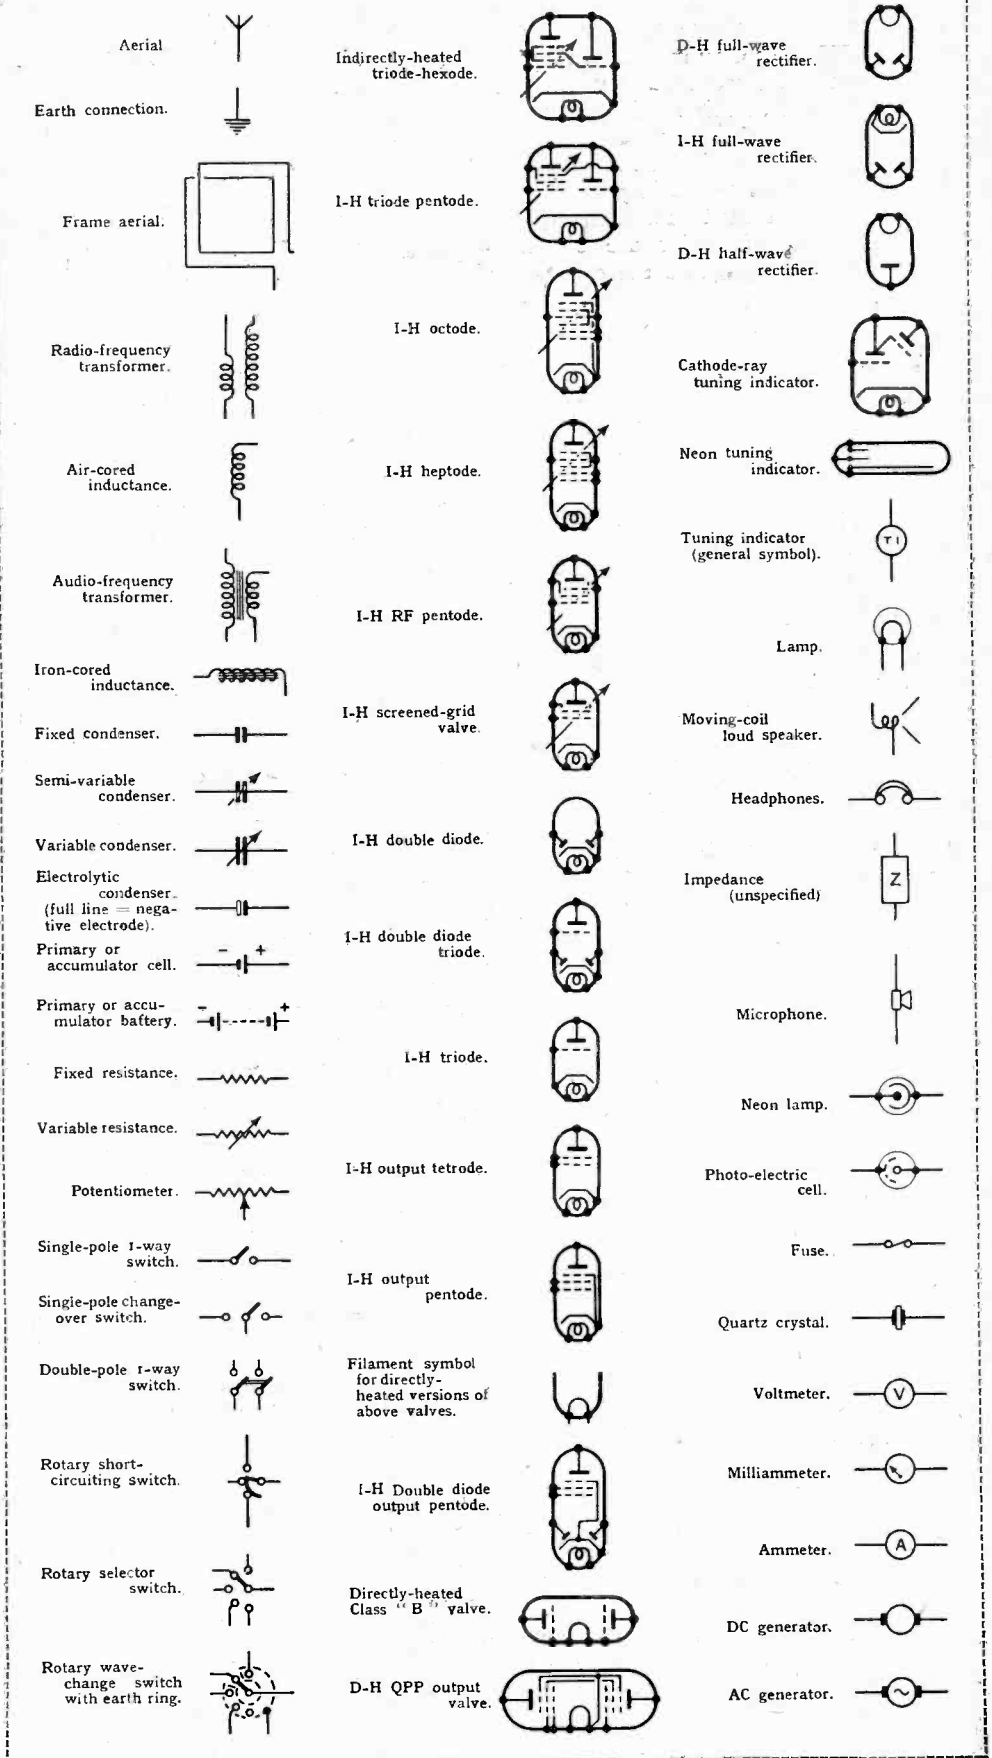 Aerial
Earth connection.
Frame aerial.
Radio-frequency
transformer.
Air-cored
inductance.
Audio-frequency
transformer.
Iron-cored
inductance.
Fixed condenser.
Semi-variable
condenser.
Variable condenser.
Electrolytic
condenser.
(full line = nega-
tive electrode).
Primary or
accumulator cell.
- +
Primary or accu-
mulator battery.
- +
Fixed resistance.
Variable resistance.
Potentiometer.
Single-pole 1-way
switch.
Single-pole change-
over switch.
Double-pole 1-way
switch.
Rotary short-
circuiting switch.
Rotary selector
switch.
Rotary wave-
change switch
with earth ring.
Indirectly-heated
triode-hexode.
I-H triode pentode.
I-H octode.
I-H heptode.
I-H RF pentode.
I-H screened-grid
valve.
I-H double diode.
I-H double diode
triode.
I-H triode.
I-H output tetrode.
I-H output
pentode.
Filament symbol
for directly-
heated versions of
above valves.
I-H Double diode
output pentode.
Directly-heated
Class "B" valve.
D-H QPP output
valve.
D-H full-wave
rectifier.
I-H full-wave
rectifier.
D-H half-wave
rectifier.
Cathode-ray
tuning indicator.
Neon tuning
indicator.
Tuning indicator
(general symbol).
TI
Lamp.
Moving-coil
loud speaker.
Headphones.
Impedance
(unspecified)
Z
Microphone.
Neon lamp.
Photo-electric
cell.
Fuse.
Quartz crystal.
Voltmeter.
V
Milliammeter.
Ammeter.
A
DC generator.
AC generator.